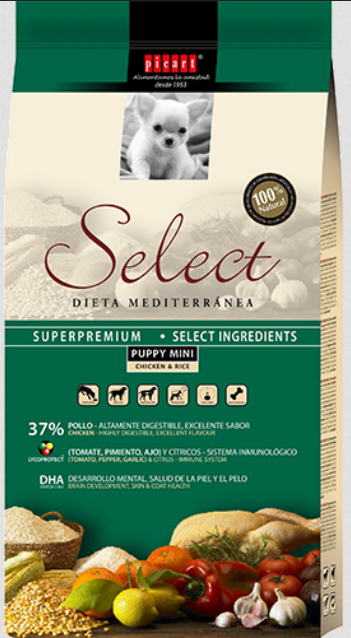 picart®
Alimentamos la amistad
desde 1953
100%
Natural
Select
DIETA MEDITERRÁNEA
SUPERPREMIUM • SELECT INGREDIENTS
PUPPY MINI
CHICKEN & RICE
37% POLLO - ALTAMENTE DIGESTIBLE, EXCELENTE SABOR
CHICKEN - HIGHLY DIGESTIBLE, EXCELLENT FLAVOUR
LYCOPROTECT (TOMATE, PIMIENTO, AJO) Y CÍTRICOS - SISTEMA INMUNOLÓGICO
(TOMATO, PEPPER, GARLIC) & CITRUS - IMMUNE SYSTEM
DHA DESARROLLO MENTAL, SALUD DE LA PIEL Y EL PELO
BRAIN DEVELOPMENT, SKIN & COAT HEALTH